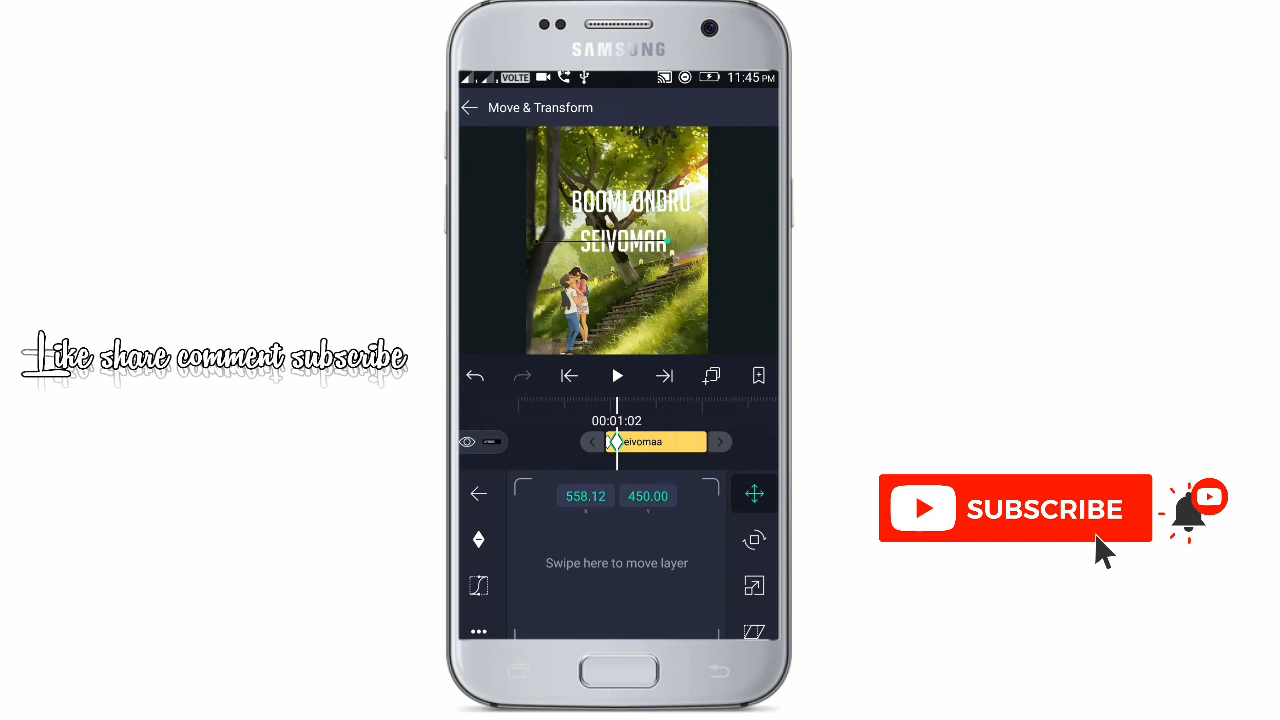 SAMSUNG
VOLTE
11:45 PM
Move & Transform
BOOMI ONDRU
SEIVOMAA
Like share comment subscribe
00:01:02
eivomaa
558.12 450.00
X Y
SUBSCRIBE
Swipe here to move layer